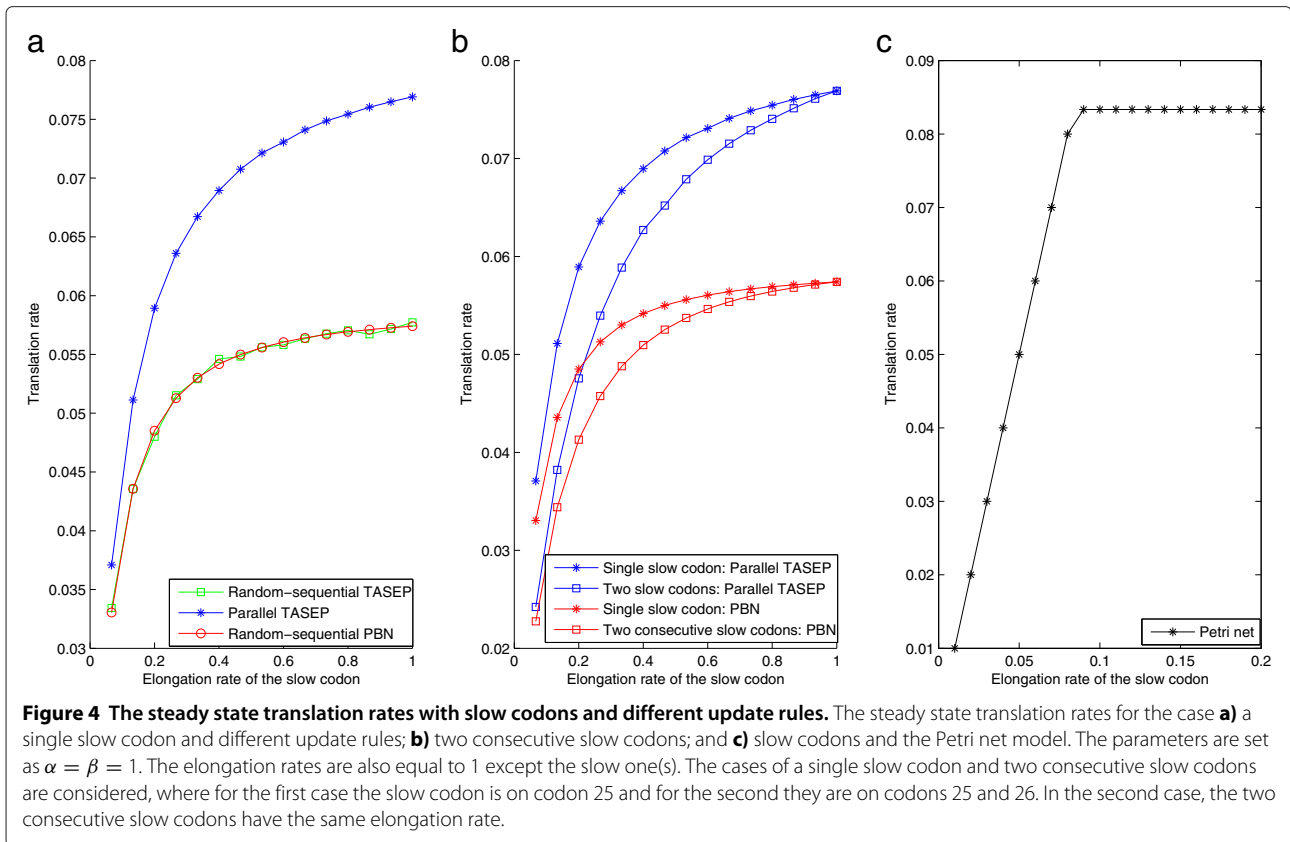 a
0.08
0.075
0.07
0.065
0.06
0.055
0.05
0.045
0.04
0.035
0.03
Translation rate
0 0.2 0.4 0.6 0.8 1
Elongation rate of the slow codon
Random−sequential TASEP
Parallel TASEP
Random−sequential PBN
b
0.08
0.07
0.06
0.05
0.04
0.03
0.02
Translation rate
0 0.2 0.4 0.6 0.8 1
Elongation rate of the slow codon
Single slow codon: Parallel TASEP
Two slow codons: Parallel TASEP
Single slow codon: PBN
Two consecutive slow codons: PBN
c
0.09
0.08
0.07
0.06
0.05
0.04
0.03
0.02
0.01
Translation rate
0 0.05 0.1 0.15 0.2
Elongation rate of the slow codon
Petri net
Figure 4 The steady state translation rates with slow codons and different update rules. The steady state translation rates for the case a) a
single slow codon and different update rules; b) two consecutive slow codons; and c) slow codons and the Petri net model. The parameters are set
as α = β = 1. The elongation rates are also equal to 1 except the slow one(s). The cases of a single slow codon and two consecutive slow codons
are considered, where for the first case the slow codon is on codon 25 and for the second they are on codons 25 and 26. In the second case, the two
consecutive slow codons have the same elongation rate.